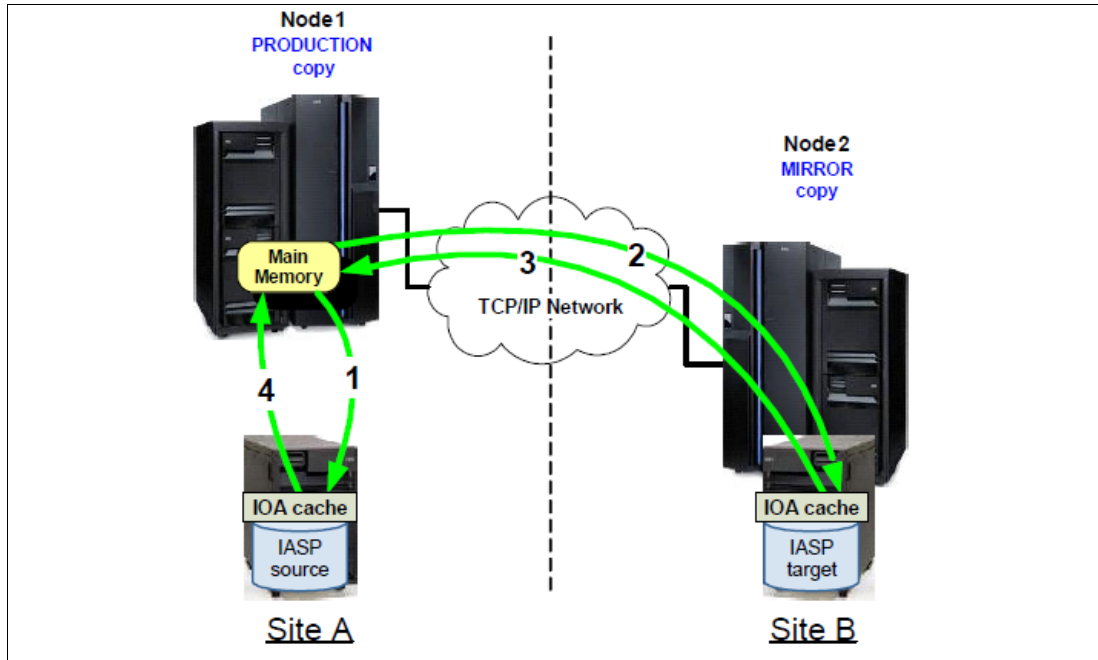 Node1
PRODUCTION
copy
Node2
MIRROR
copy
Main
Memory
2
3
TCP/IP Network
1
4
IOA cache
IASP
source
IOA cache
IASP
target
Site A
Site B